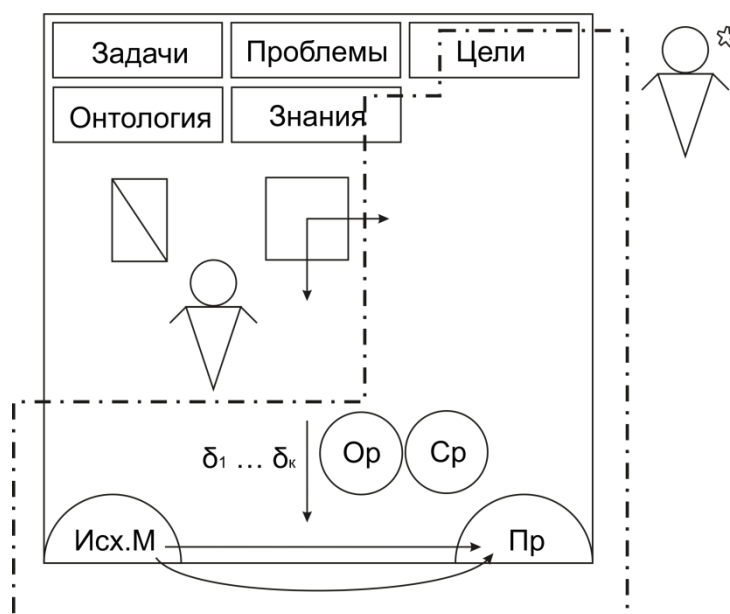 Задачи
Проблемы
Цели
Онтология
Знания
δ1 … δк
Ор
Ср
Исх.М
Пр